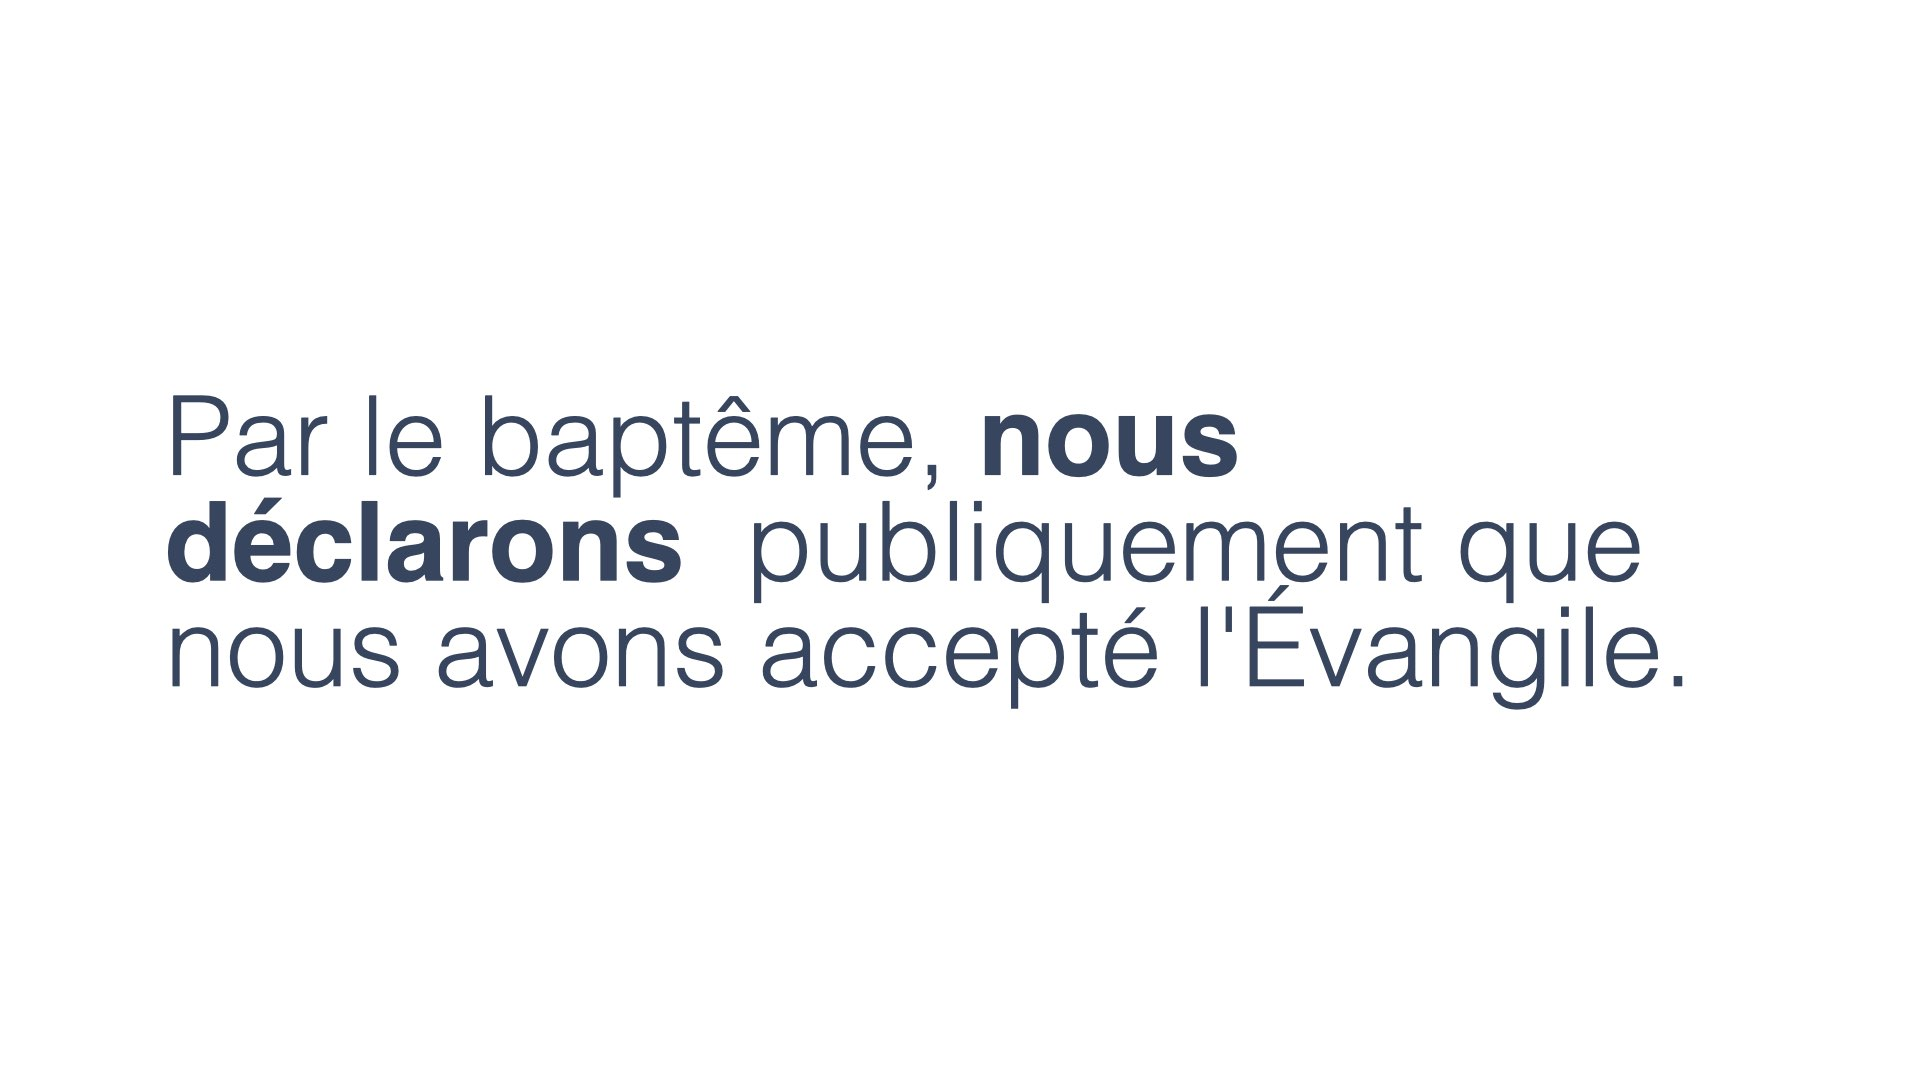 Par le baptême, nous
déclarons  publiquement que
nous avons accepté l'Évangile.